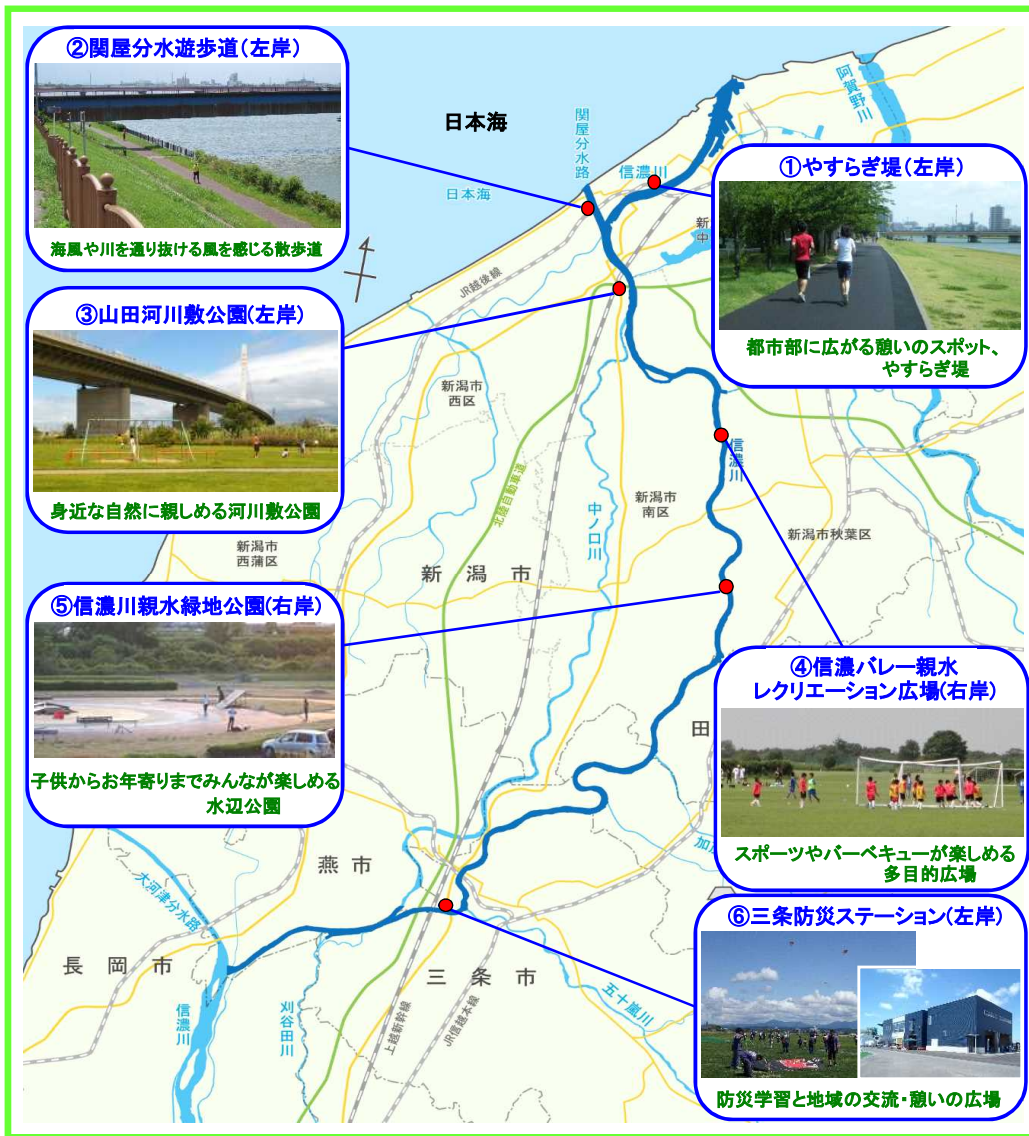 ②関屋分水遊歩道(左岸)
海風や川を通り抜ける風を感じる散歩道
日本海
日本海
関屋分水路
信濃川
阿賀野川
①やすらぎ堤(左岸)
都市部に広がる憩いのスポット、
やすらぎ堤
新
中
JR越後線
③山田河川敷公園(左岸)
身近な自然に親しめる河川敷公園
新潟市
西区
北陸自動車道
中ノ口川
信濃川
新潟市
南区
新潟市秋葉区
新潟市
西蒲区
新潟市
⑤信濃川親水緑地公園(右岸)
子供からお年寄りまでみんなが楽しめる
水辺公園
④信濃バレー親水
レクリエーション広場(右岸)
スポーツやバーベキューが楽しめる
多目的広場
田
加
燕市
大河津分水路
長岡市
信濃川
刈谷田川
三条市
上越新幹線
JR信越本線
五十嵐川
⑥三条防災ステーション(左岸)
防災学習と地域の交流・憩いの広場